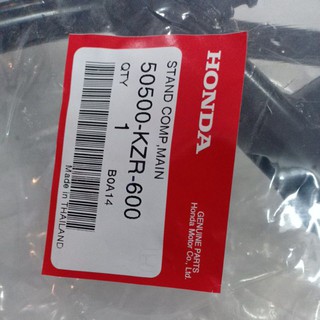 HONDA
GENUINE PARTS
Honda Motor Co., Ltd.
STAND COMP,MAIN
50500-KZR-600
QTY 1
B0A14
Made in THAILAND